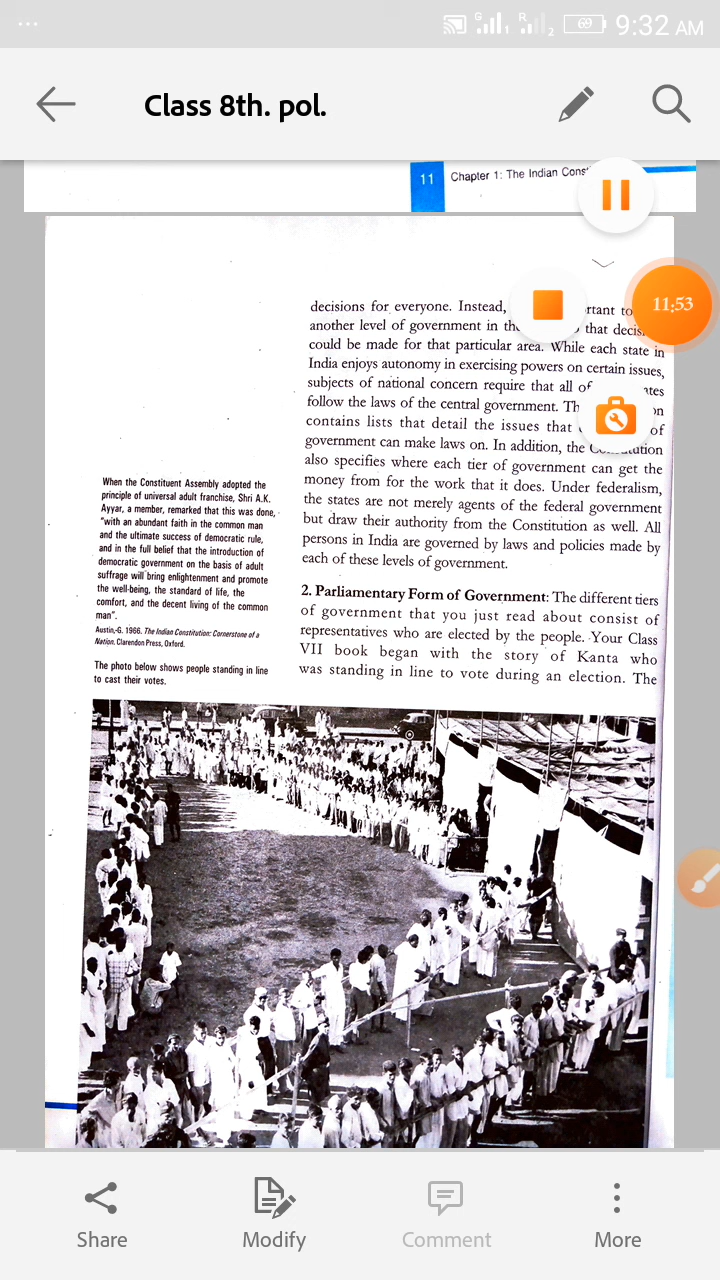 9:32 AM
Class 8th. pol.
11 Chapter 1: The Indian
11:53
decisions for everyone. Instead,
another level of government in
could be made for that particular area. While each state in
India enjoys autonomy in exercising powers on certain issues,
subjects of national concern require that all
follow the laws of the central government.
contains lists that detail the issues that of
government can make laws on. In addition, the
also specifies where each tier of government can get the
money from for the work that it does. Under federalism,
the states are not merely agents of the federal government
but draw their authority from the Constitution as well. All
persons in India are governed by laws and policies made by
each of these levels of government.
When the Constituent Assembly adopted the
principle of universal adult franchise, Shri A.K.
Ayyar, a member, remarked that this was done,
"with an abundant faith in the common man
and the ultimate success of democratic rule,
and in the full belief that the introduction of
democratic government on the basis of adult
suffrage will bring enlightenment and promote
the well-being, the standard of life, the
comfort, and the decent living of the common
man".
Austin,-G. 1966. The Indian Constitution: Cornerstone of a
Nation. Clarendon Press, Oxford.
The photo below shows people standing in line
to cast their votes.
2. Parliamentary Form of Government: The different tiers
of government that you just read about consist of
representatives who are elected by the people. Your Class
VII book began with the story of Kanta who
was standing in line to vote during an election. The
Share
Modify
Comment
More